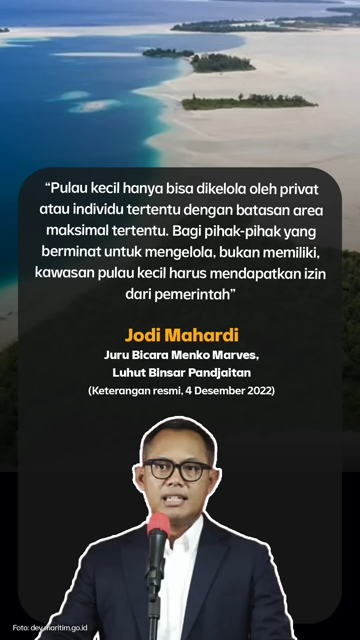 “Pulau kecil hanya bisa dikelola oleh privat
atau individu tertentu dengan batasan area
maksimal tertentu. Bagi pihak-pihak yang
berminat untuk mengelola, bukan memiliki,
kawasan pulau kecil harus mendapatkan izin
dari pemerintah”
Jodi Mahardi
Juru Bicara Menko Marves,
Luhut Binsar Pandjaitan
(Keterangan resmi, 4 Desember 2022)
Foto: dev.maritim.go.id